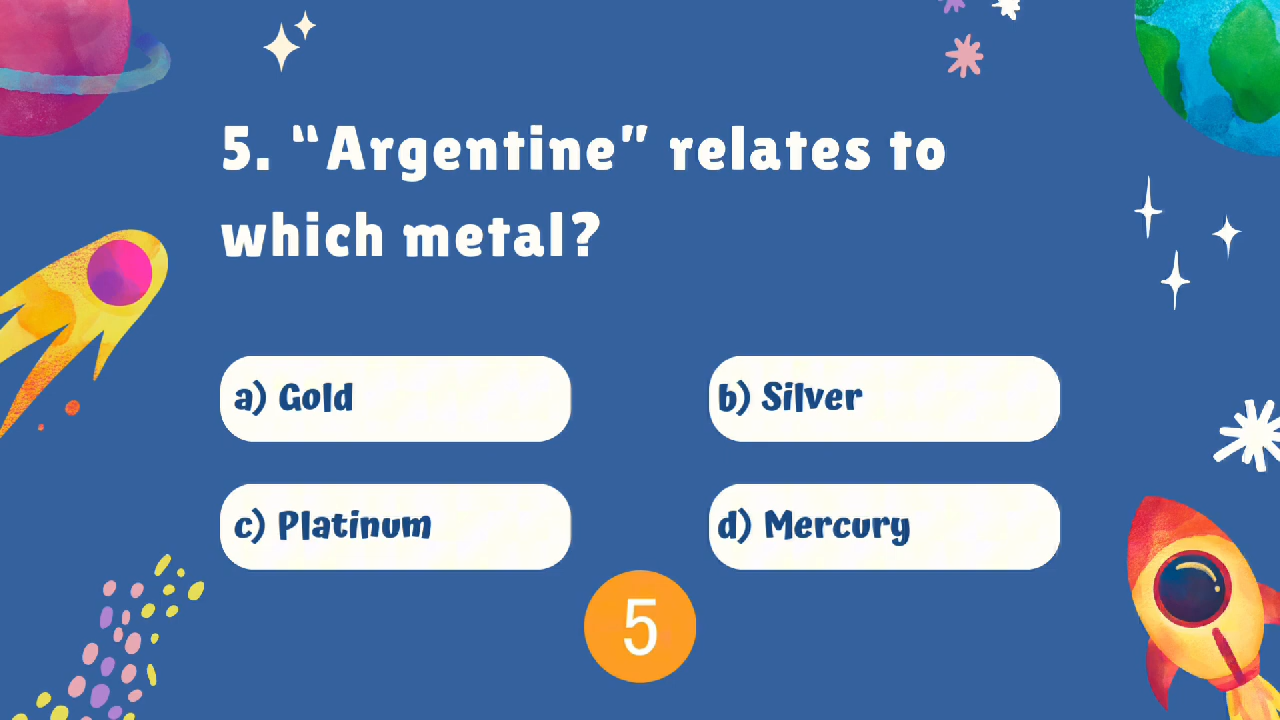 5. “Argentine” relates to
which metal?
a) Gold
b) Silver
c) Platinum
d) Mercury
5